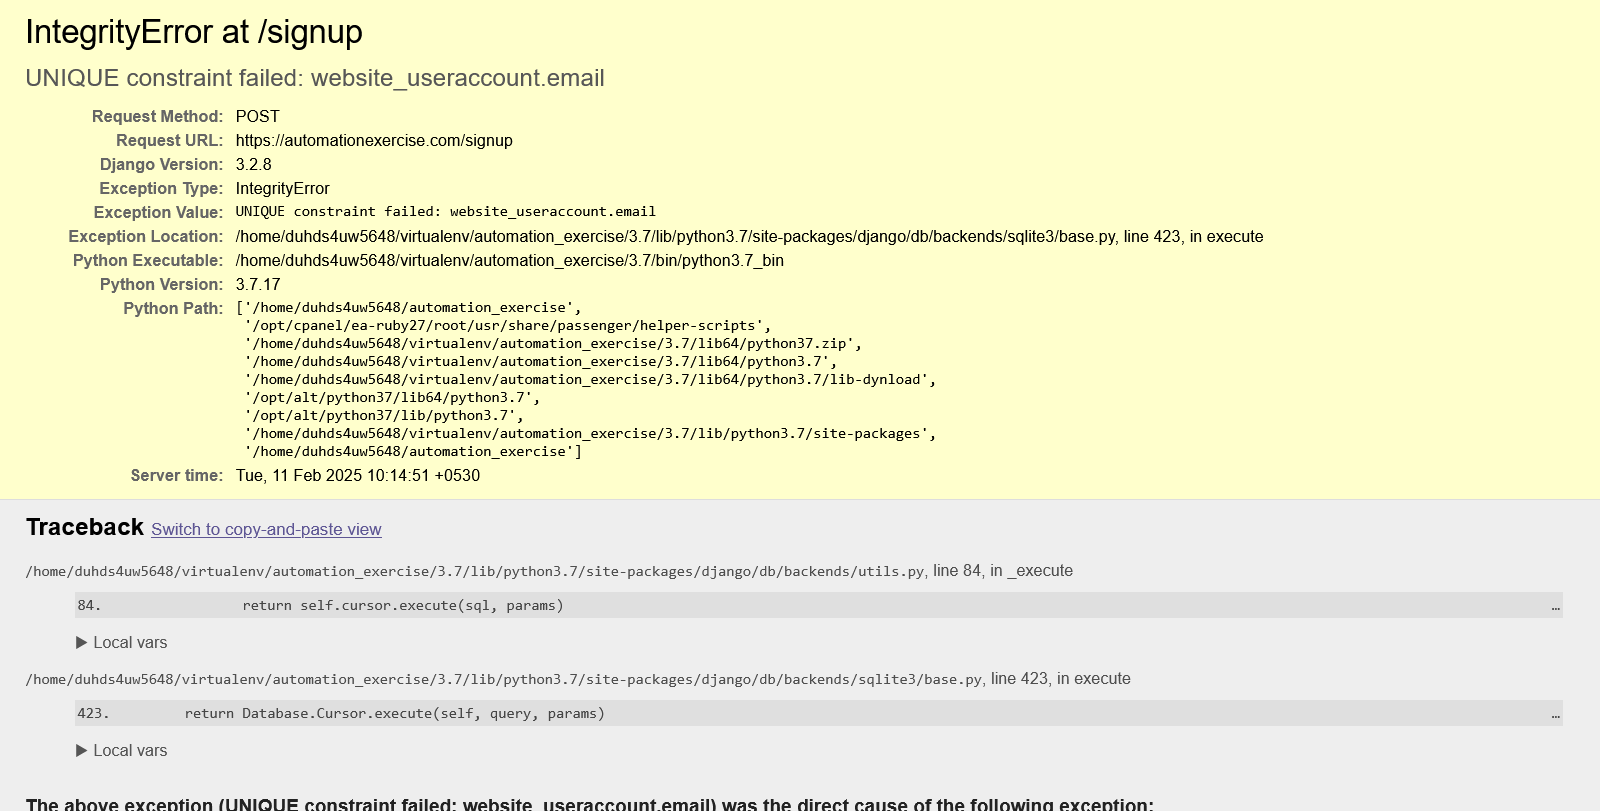 IntegrityError at /signup
UNIQUE constraint failed: website_useraccount.email
Request Method: POST
Request URL: https://automationexercise.com/signup
Django Version: 3.2.8
Exception Type: IntegrityError
Exception Value: UNIQUE constraint failed: website_useraccount.email
Exception Location: /home/duhds4uw5648/virtualenv/automation_exercise/3.7/lib/python3.7/site-packages/django/db/backends/sqlite3/base.py, line 423, in execute
Python Executable: /home/duhds4uw5648/virtualenv/automation_exercise/3.7/bin/python3.7_bin
Python Version: 3.7.17
Python Path: ['/home/duhds4uw5648/automation_exercise',
'/opt/cpanel/ea-ruby27/root/usr/share/passenger/helper-scripts',
'/home/duhds4uw5648/virtualenv/automation_exercise/3.7/lib64/python37.zip',
'/home/duhds4uw5648/virtualenv/automation_exercise/3.7/lib64/python3.7',
'/home/duhds4uw5648/virtualenv/automation_exercise/3.7/lib64/python3.7/lib-dynload',
'/opt/alt/python37/lib64/python3.7',
'/opt/alt/python37/lib/python3.7',
'/home/duhds4uw5648/virtualenv/automation_exercise/3.7/lib/python3.7/site-packages',
'/home/duhds4uw5648/automation_exercise']
Server time: Tue, 11 Feb 2025 10:14:51 +0530
Traceback Switch to copy-and-paste view
/home/duhds4uw5648/virtualenv/automation_exercise/3.7/lib/python3.7/site-packages/django/db/backends/utils.py, line 84, in _execute
84. return self.cursor.execute(sql, params) …
▶ Local vars
/home/duhds4uw5648/virtualenv/automation_exercise/3.7/lib/python3.7/site-packages/django/db/backends/sqlite3/base.py, line 423, in execute
423. return Database.Cursor.execute(self, query, params) …
▶ Local vars
The above exception (UNIQUE constraint failed: website_useraccount.email) was the direct cause of the following exception: